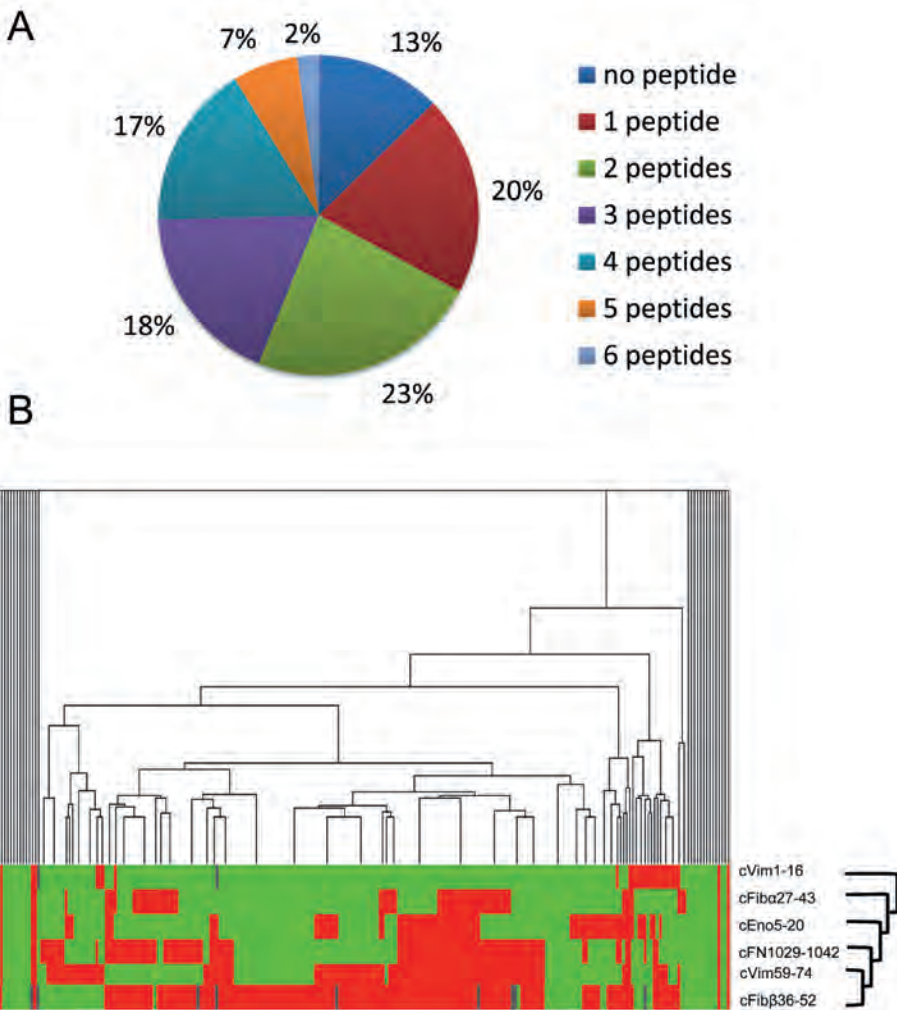 A
7%
2%
13%
17%
20%
18%
23%
no peptide
1 peptide
2 peptides
3 peptides
4 peptides
5 peptides
6 peptides
B
cVim1-16
cFibα27-43
cEno5-20
cFN1029-1042
cVim59-74
cFibβ36-52